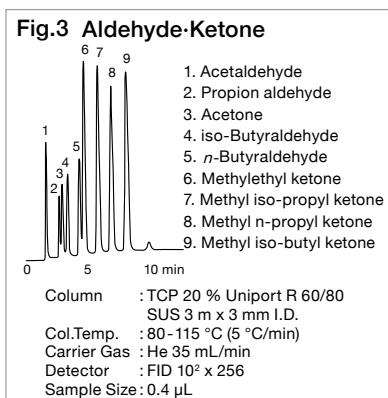 Fig.3 Aldehyde·Ketone
6
7
9
8
1
5
4
3
2
1. Acetaldehyde
2. Propion aldehyde
3. Acetone
4. iso-Butyraldehyde
5. n-Butyraldehyde
6. Methylethyl ketone
7. Methyl iso-propyl ketone
8. Methyl n-propyl ketone
9. Methyl iso-butyl ketone
0 5 10 min
Column : TCP 20 % Uniport R 60/80
SUS 3 m x 3 mm I.D.
Col.Temp. : 80-115 °C (5 °C/min)
Carrier Gas : He 35 mL/min
Detector : FID 10² x 256
Sample Size : 0.4 µL